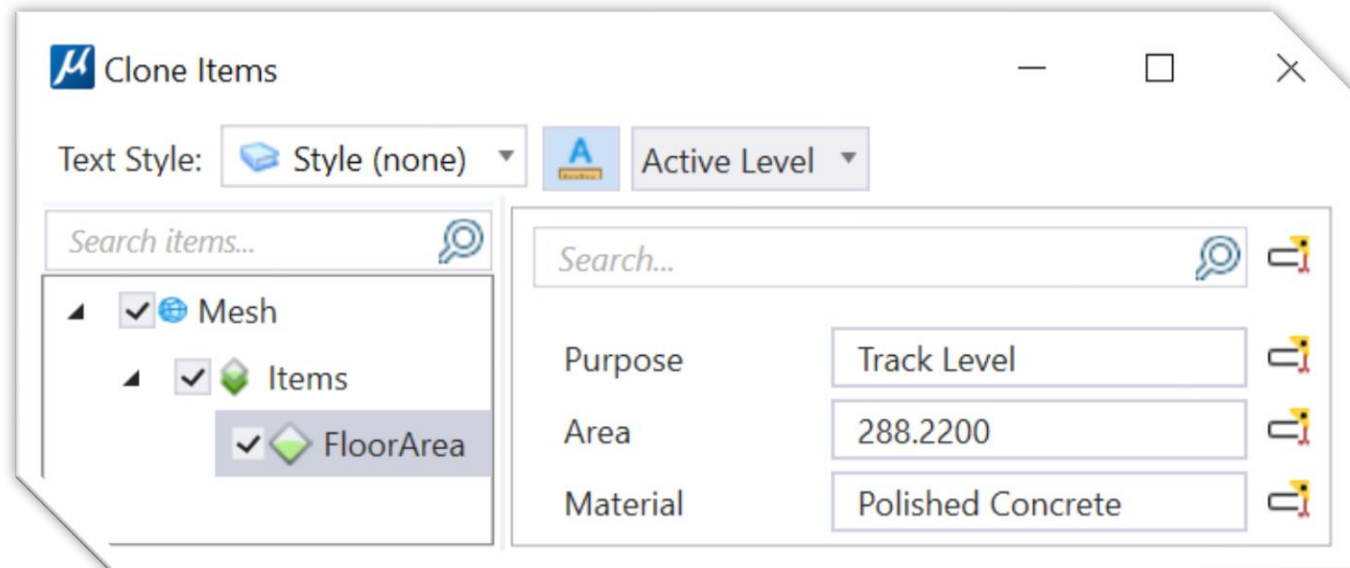 Clone Items
Text Style: Style (none) A Active Level
Search items...
Search...
Mesh
Items
FloorArea
Purpose Track Level
Area 288.2200
Material Polished Concrete